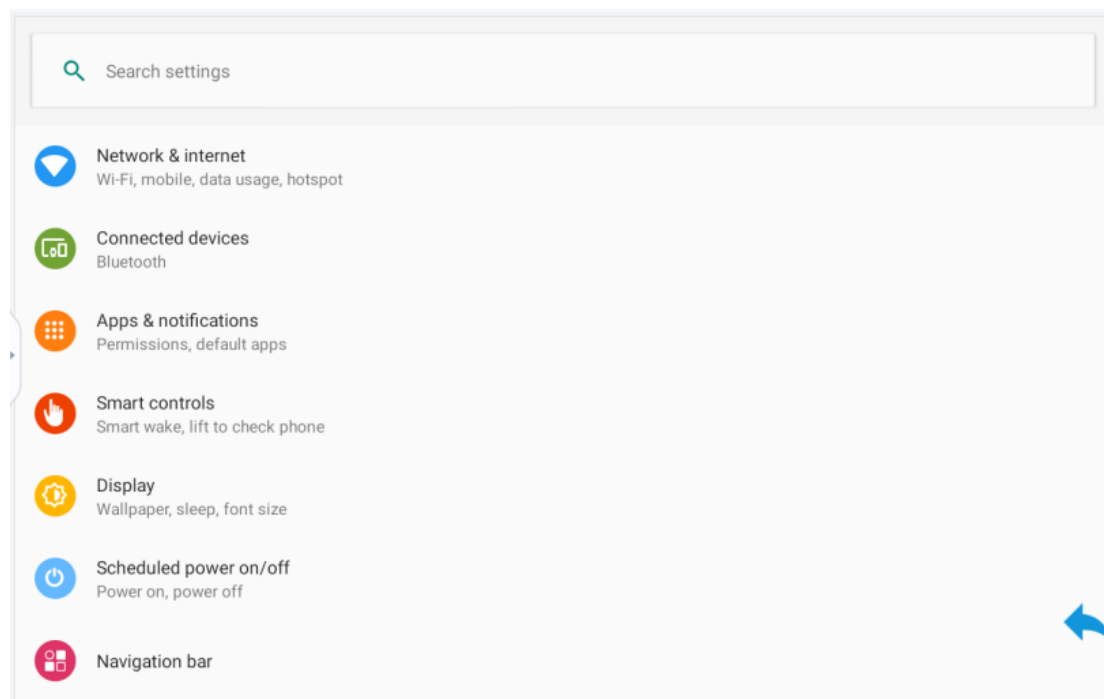 Search settings
Network & internet
Wi-Fi, mobile, data usage, hotspot
Connected devices
Bluetooth
Apps & notifications
Permissions, default apps
Smart controls
Smart wake, lift to check phone
Display
Wallpaper, sleep, font size
Scheduled power on/off
Power on, power off
Navigation bar